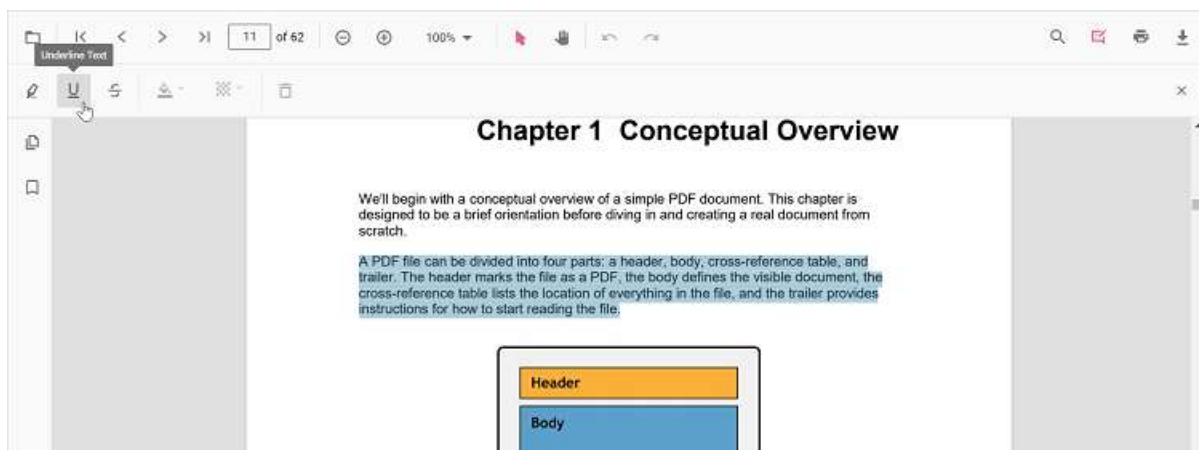 11 of 62 100%
Underline Text
U S
Chapter 1 Conceptual Overview
We'll begin with a conceptual overview of a simple PDF document. This chapter is
designed to be a brief orientation before diving in and creating a real document from
scratch.
A PDF file can be divided into four parts: a header, body, cross-reference table, and
trailer. The header marks the file as a PDF, the body defines the visible document, the
cross-reference table lists the location of everything in the file, and the trailer provides
instructions for how to start reading the file.
Header
Body